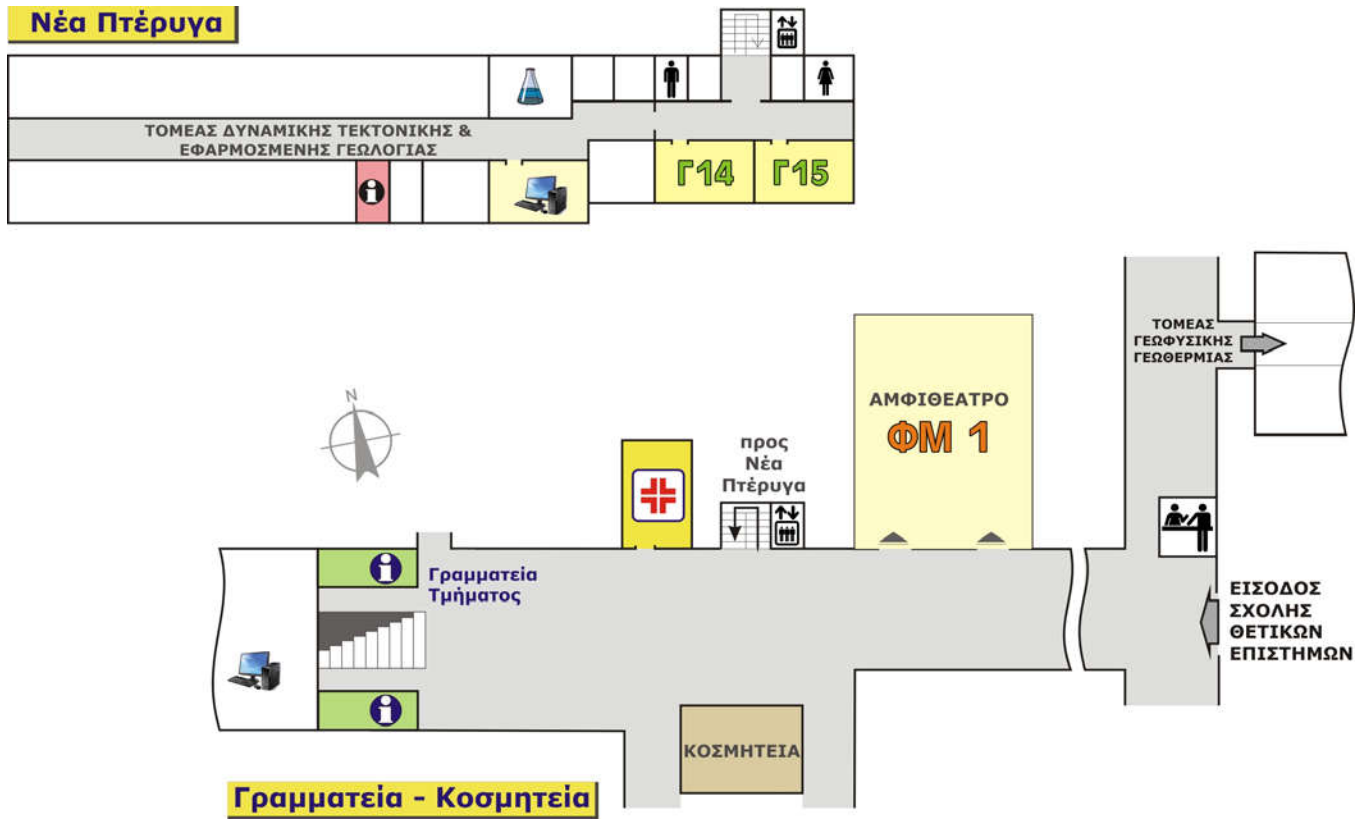 Νέα Πτέρυγα
ΤΟΜΕΑΣ ΔΥΝΑΜΙΚΗΣ ΤΕΚΤΟΝΙΚΗΣ &
ΕΦΑΡΜΟΣΜΕΝΗΣ ΓΕΩΛΟΓΙΑΣ
Γ14
Γ15
ΤΟΜΕΑΣ
ΓΕΩΦΥΣΙΚΗΣ
ΓΕΩΘΕΡΜΙΑΣ
N
ΑΜΦΙΘΕΑΤΡΟ
ΦΜ 1
προς
Νέα
Πτέρυγα
Γραμματεία
Τμήματος
ΕΙΣΟΔΟΣ
ΣΧΟΛΗΣ
ΘΕΤΙΚΩΝ
ΕΠΙΣΤΗΜΩΝ
ΚΟΣΜΗΤΕΙΑ
Γραμματεία - Κοσμητεία